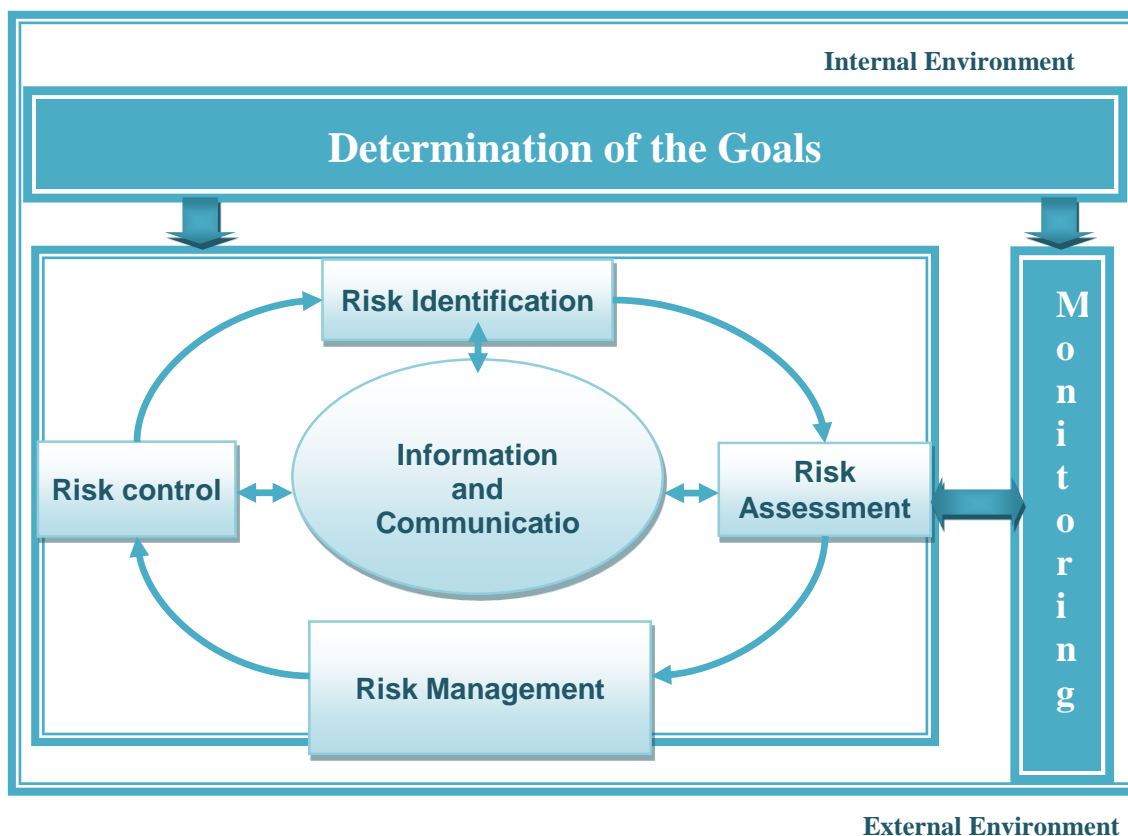 Internal Environment
Determination of the Goals
Risk Identification
Information
and
Communicatio
Risk control
Risk
Assessment
Risk Management
M
o
n
i
t
o
r
i
n
g
External Environment